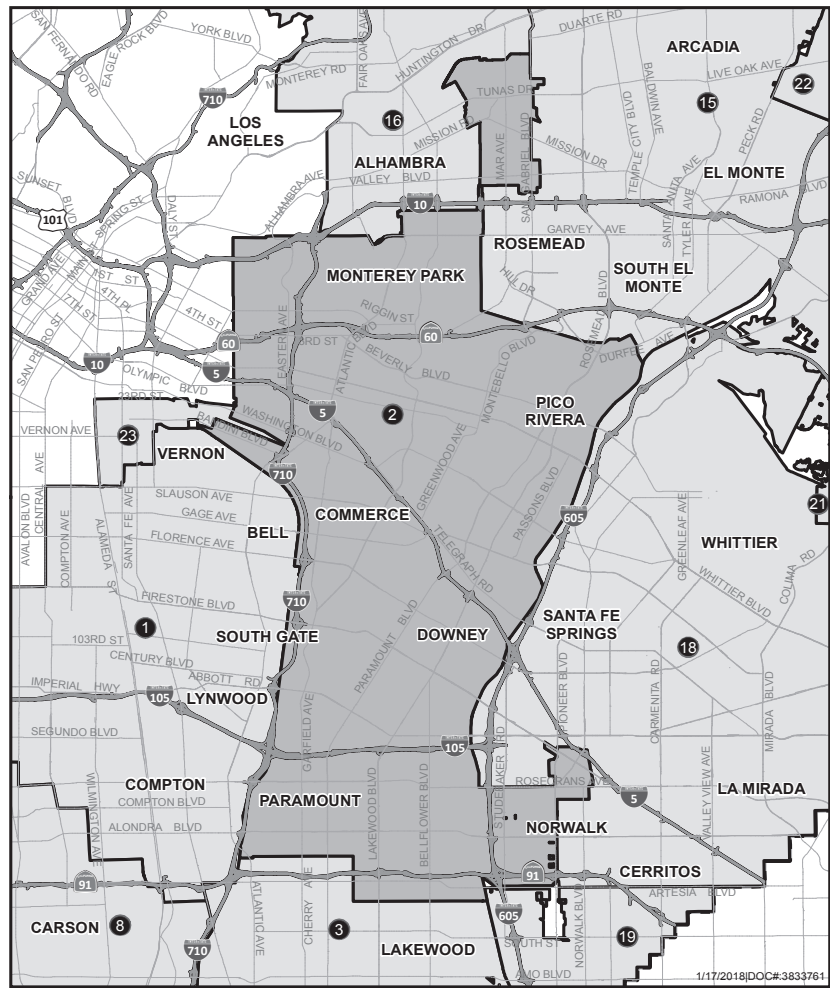 SAN FERNANDO RD
EAGLE ROCK BLVD
YORK BLVD
FAIR OAKS AVE
HUNTINGTON DR
DUARTE RD
ARCADIA
MONTEREY RD
LIVE OAK AVE
22
710
TUNAS DR
BALDWIN AVE
TEMPLE CITY BLVD
15
PECK RD
LOS
ANGELES
16
MISSION RD
MAR AVE
SAN GABRIEL BLVD
MISSION DR
ALHAMBRA
VALLEY BLVD
EL MONTE
SUNSET BLVD
ALHAMBRA AVE
SANTA ANITA AVE
TYLER AVE
RAMONA BLVD
101
MAIN ST
SPRING ST
DALY ST
10
GARVEY AVE
ROSEMEAD
GRAND AVE
1ST ST
4TH PL
7TH ST
MONTEREY PARK
SOUTH EL
MONTE
HILL DR
ROSEMEAD BLVD
SAN PEDRO ST
4TH ST
RIGGIN ST
60
EASTERN AVE
3RD ST
60
DURFEE AVE
ATLANTIC BLVD
BEVERLY BLVD
MONTEBELLO BLVD
10
5
OLYMPIC BLVD
23RD ST
5
2
PICO
RIVERA
WASHINGTON BLVD
BANDINI BLVD
VERNON AVE
23
VERNON
GREENWOOD AVE
710
PASSONS BLVD
AVALON BLVD
CENTRAL AVE
COMPTON AVE
ALAMEDA ST
SANTA FE AVE
SLAUSON AVE
GAGE AVE
FLORENCE AVE
BELL
COMMERCE
605
21
GREENLEAF AVE
WHITTIER
WHITTIER BLVD
COLIMA RD
TELEGRAPH RD
FIRESTONE BLVD
710
1
SOUTH GATE
PARAMOUNT BLVD
DOWNEY
SANTA FE
SPRINGS
103RD ST
CENTURY BLVD
18
ABBOTT RD
IMPERIAL HWY
105
LYNWOOD
GARFIELD AVE
PIONEER BLVD
CARMENITA RD
MIRADA BLVD
SEGUNDO BLVD
105
STUDEBAKER RD
COMPTON
WILMINGTON AVE
COMPTON BLVD
PARAMOUNT
LAKEWOOD BLVD
BELLFLOWER BLVD
ROSECRANS AVE
5
VALLEY VIEW AVE
LA MIRADA
ALONDRA BLVD
NORWALK
91
91
CERRITOS
ARTESIA BLVD
CARSON
8
ATLANTIC AVE
CHERRY AVE
3
605
NORWALK BLVD
19
710
LAKEWOOD
SOUTH ST
AMO BLVD
1/17/2018|DOC#:3833761